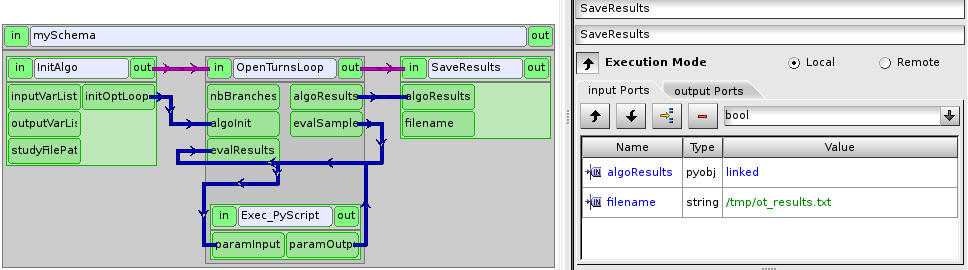 in mySchema out
in InitAlgo out
inputVarList initOptLoop
outputVarLis
studyFilePat
in OpenTurnsLoop out
nbBranches algoResults
algoInit evalSample
evalResults
in SaveResults out
algoResults
filename
in Exec_PyScript out
paramInput paramOutp
SaveResults
SaveResults
Execution Mode Local Remote
input Ports output Ports
bool
Name Type Value
IN algoResults pyobj linked
IN filename string /tmp/ot_results.txt